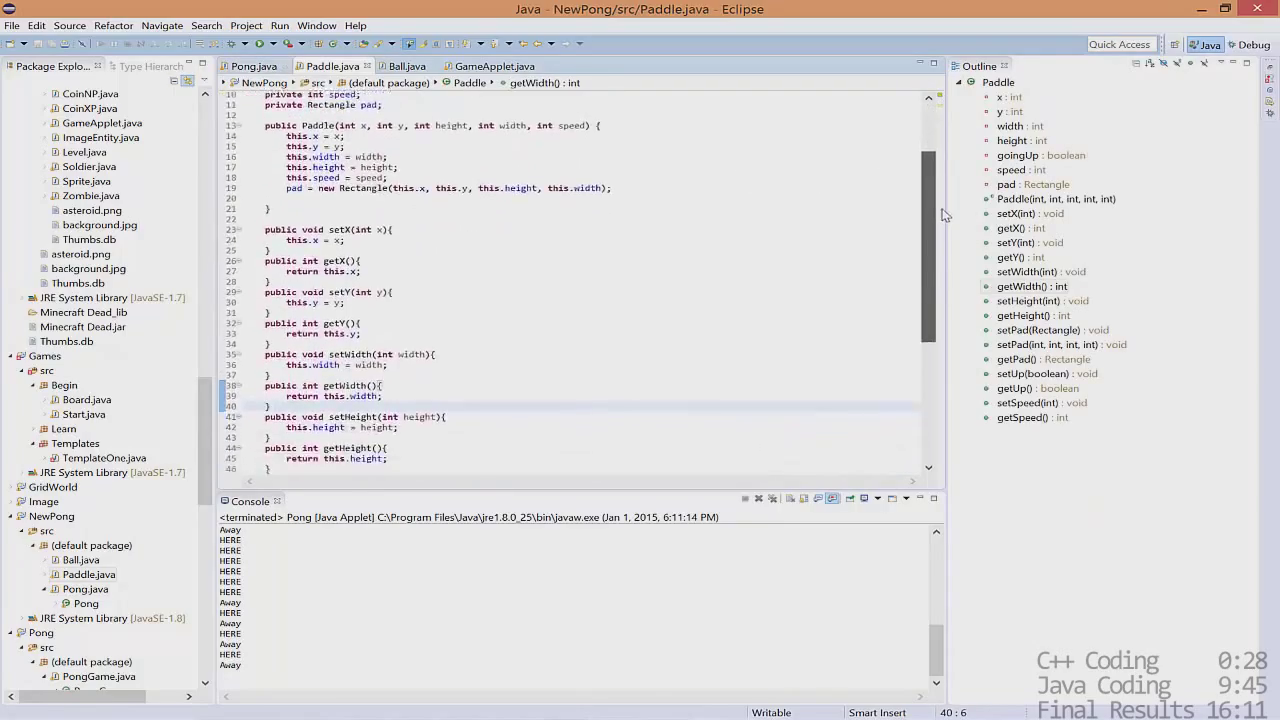 Java - NewPong/src/Paddle.java - Eclipse
File Edit Source Refactor Navigate Search Project Run Window Help
Quick Access Java Debug
Package Explo... Type Hierarch
CoinNP.java
CoinXP.java
GameApplet.java
ImageEntity.java
Level.java
Soldier.java
Sprite.java
Zombie.java
asteroid.png
background.jpg
Thumbs.db
asteroid.png
background.jpg
Thumbs.db
JRE System Library [JavaSE-1.7]
Minecraft Dead_lib
Minecraft Dead.jar
Thumbs.db
Games
src
Begin
Board.java
Start.java
Learn
Templates
TemplateOne.java
JRE System Library [JavaSE-1.7]
GridWorld
Image
NewPong
src
(default package)
Ball.java
Paddle.java
Pong.java
Pong
JRE System Library [JavaSE-1.8]
Pong
src
(default package)
PongGame.java
Pong.java Paddle.java Ball.java GameApplet.java
NewPong src (default package) Paddle getWidth() : int
10 private int speed;
11 private Rectangle pad;
12
13 public Paddle(int x, int y, int height, int width, int speed) {
14 this.x = x;
15 this.y = y;
16 this.width = width;
17 this.height = height;
18 this.speed = speed;
19 pad = new Rectangle(this.x, this.y, this.height, this.width);
20
21 }
22
23 public void setX(int x){
24 this.x = x;
25 }
26 public int getX(){
27 return this.x;
28 }
29 public void setY(int y){
30 this.y = y;
31 }
32 public int getY(){
33 return this.y;
34 }
35 public void setWidth(int width){
36 this.width = width;
37 }
38 public int getWidth(){
39 return this.width;
40 }
41 public void setHeight(int height){
42 this.height = height;
43 }
44 public int getHeight(){
45 return this.height;
46 }
Console
<terminated> Pong [Java Applet] C:\Program Files\Java\jre1.8.0_25\bin\javaw.exe (Jan 1, 2015, 6:11:14 PM)
Away
HERE
HERE
HERE
HERE
HERE
HERE
Away
HERE
Away
HERE
Away
HERE
Away
Outline
Paddle
x : int
y : int
width : int
height : int
goingUp : boolean
speed : int
pad : Rectangle
Paddle(int, int, int, int, int)
setX(int) : void
getX() : int
setY(int) : void
getY() : int
setWidth(int) : void
getWidth() : int
setHeight(int) : void
getHeight() : int
setPad(Rectangle) : void
setPad(int, int, int, int) : void
getPad() : Rectangle
setUp(boolean) : void
getUp() : boolean
setSpeed(int) : void
getSpeed() : int
C++ Coding 0:28
Java Coding 9:45
Final Results 16:11
Writable Smart Insert 40 : 6